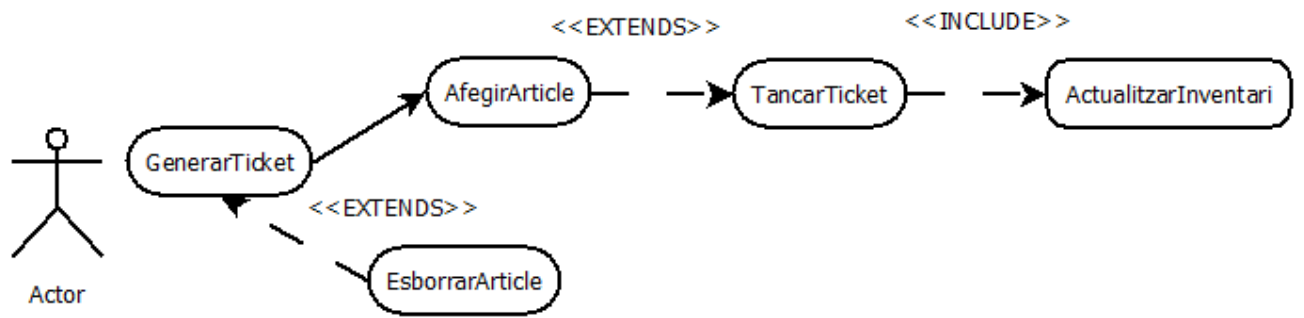 <<EXTENDS>>
<<INCLUDE>>
AfegirArticle
TancarTicket
ActualitzarInventari
GenerarTicket
<<EXTENDS>>
EsborrarArticle
Actor